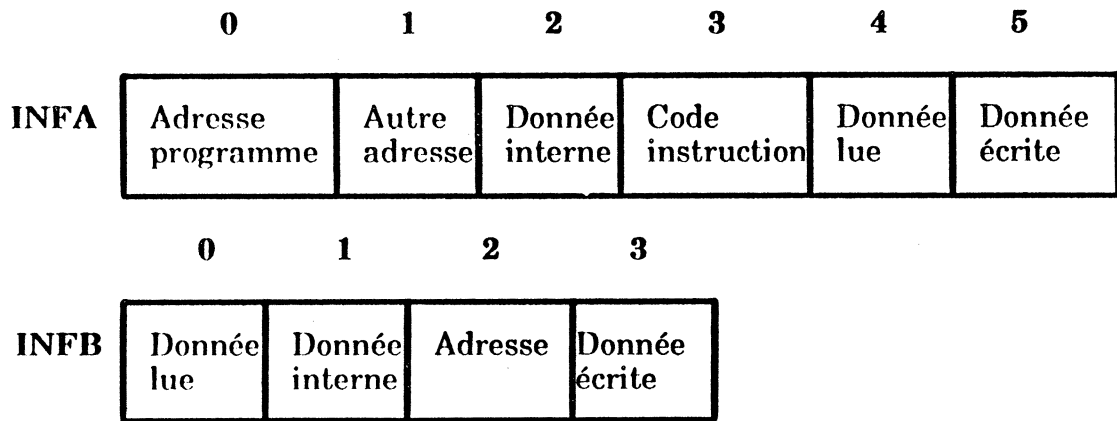 0 1 2 3 4 5
INFA Adresse programme Autre adresse Donnée interne Code instruction Donnée lue Donnée écrite
0 1 2 3
INFB Donnée lue Donnée interne Adresse Donnée écrite